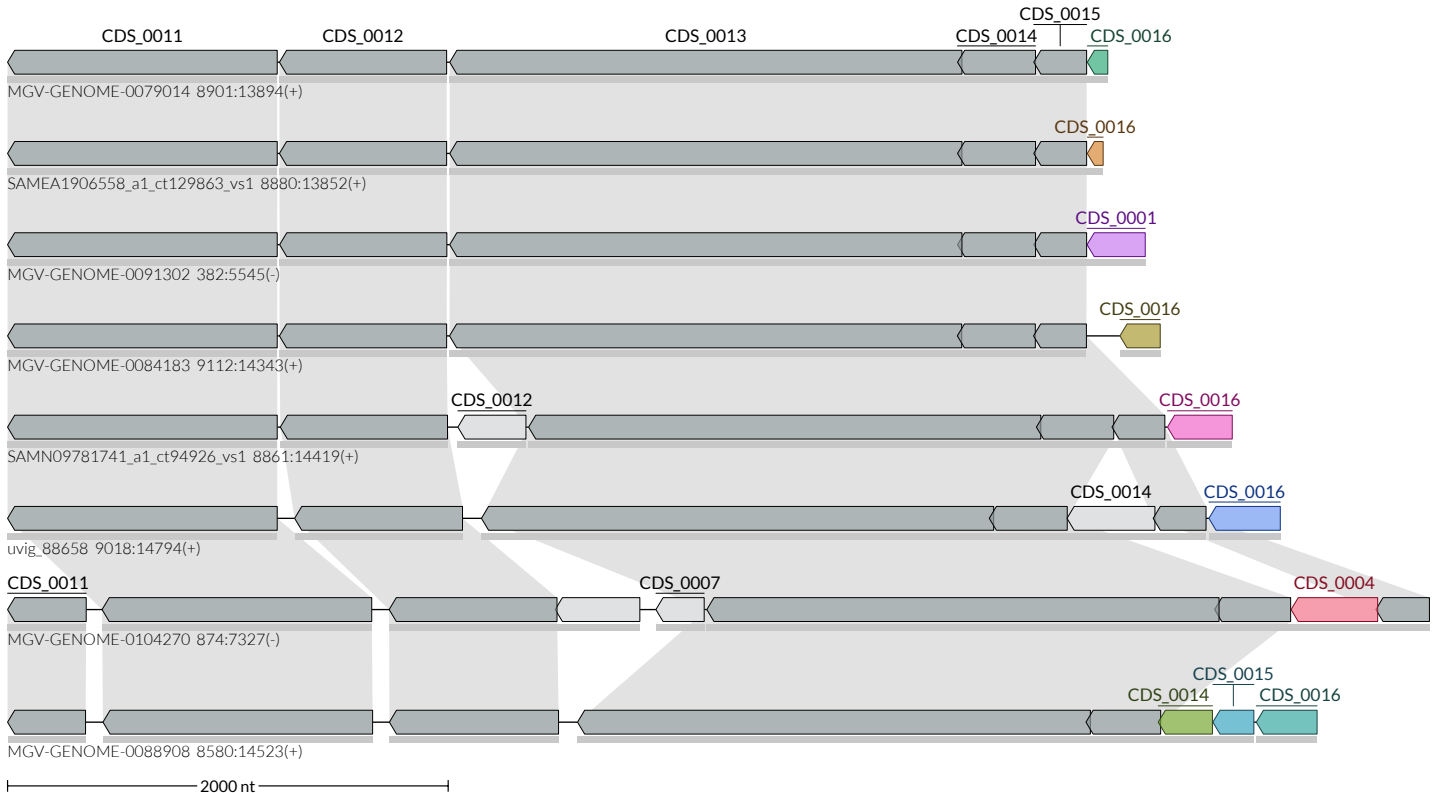 CDS_0015
CDS_0011 CDS_0012 CDS_0013 CDS_0014 CDS_0016
MGV-GENOME-0079014 8901:13894(+)
CDS_0016
SAMEA1906558_a1_ct129863_vs1 8880:13852(+)
CDS_0001
MGV-GENOME-0091302 382:5545(-)
CDS_0016
MGV-GENOME-0084183 9112:14343(+)
CDS_0012 CDS_0016
SAMN09781741_a1_ct94926_vs1 8861:14419(+)
CDS_0014 CDS_0016
uvig_88658 9018:14794(+)
CDS_0011 CDS_0007 CDS_0004
MGV-GENOME-0104270 874:7327(-)
CDS_0015
CDS_0014 CDS_0016
MGV-GENOME-0088908 8580:14523(+)
2000 nt